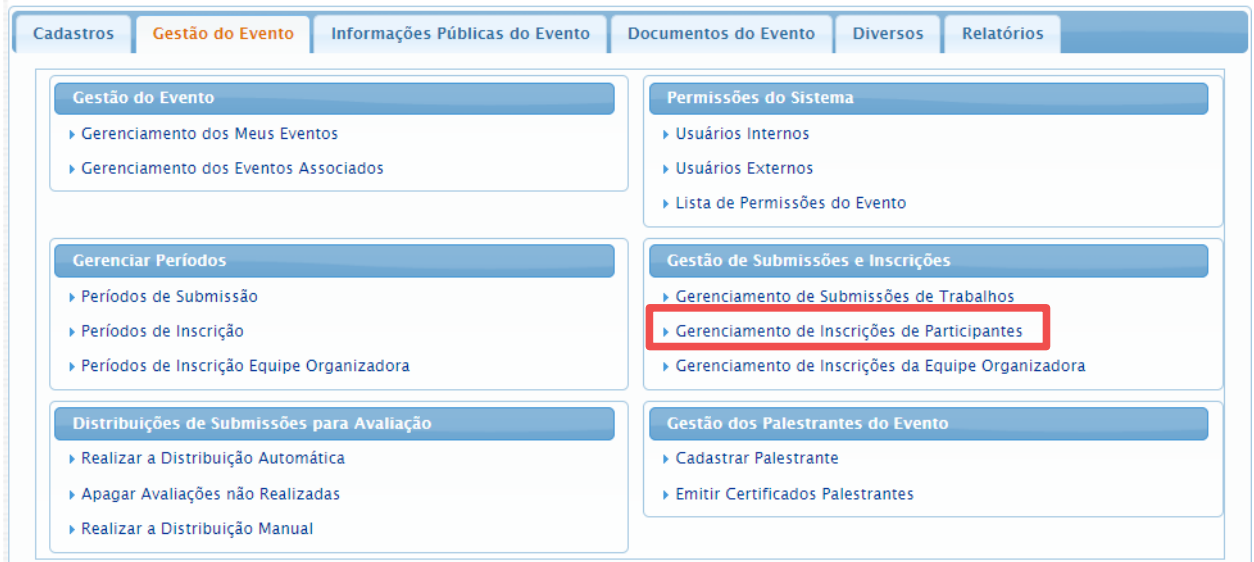 Cadastros
Gestão do Evento
Informações Públicas do Evento
Documentos do Evento
Diversos
Relatórios
Gestão do Evento
Gerenciamento dos Meus Eventos
Gerenciamento dos Eventos Associados
Permissões do Sistema
Usuários Internos
Usuários Externos
Lista de Permissões do Evento
Gerenciar Períodos
Períodos de Submissão
Períodos de Inscrição
Períodos de Inscrição Equipe Organizadora
Gestão de Submissões e Inscrições
Gerenciamento de Submissões de Trabalhos
Gerenciamento de Inscrições de Participantes
Gerenciamento de Inscrições da Equipe Organizadora
Distribuições de Submissões para Avaliação
Realizar a Distribuição Automática
Apagar Avaliações não Realizadas
Realizar a Distribuição Manual
Gestão dos Palestrantes do Evento
Cadastrar Palestrante
Emitir Certificados Palestrantes